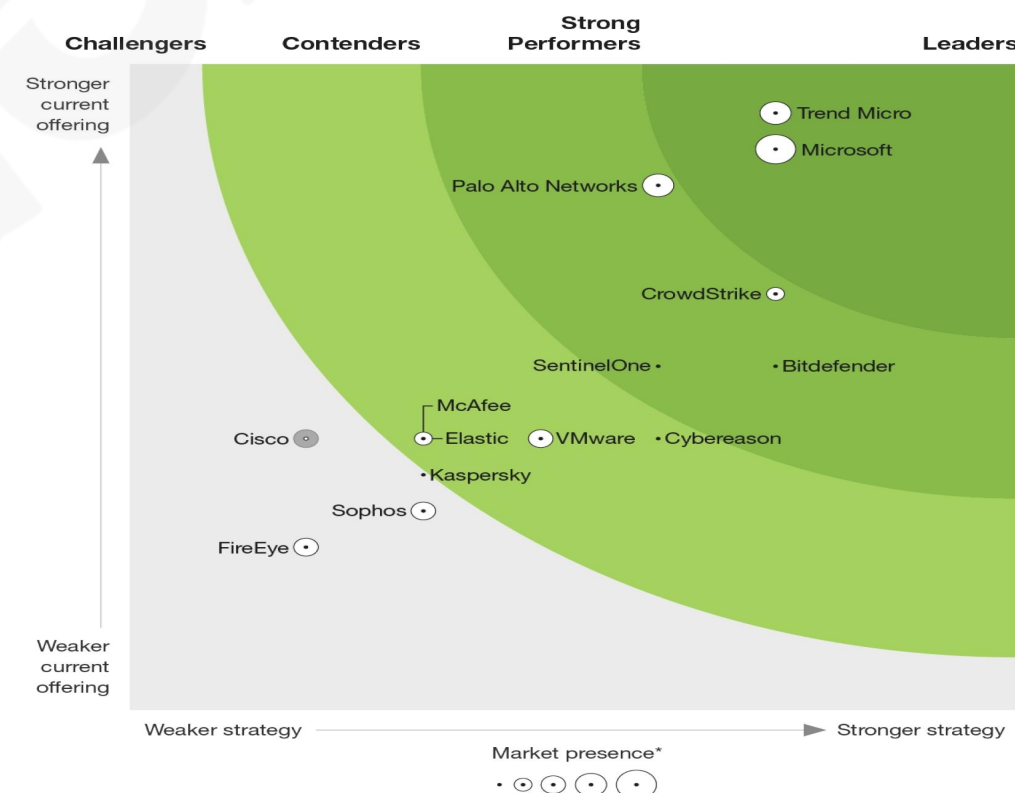 Challengers
Contenders
Strong
Performers
Leaders
Stronger
current
offering
Trend Micro
Microsoft
Palo Alto Networks
CrowdStrike
SentinelOne
Bitdefender
McAfee
Cisco
Elastic
VMware
Cybereason
Kaspersky
Sophos
FireEye
Weaker
current
offering
Weaker strategy
Stronger strategy
Market presence*